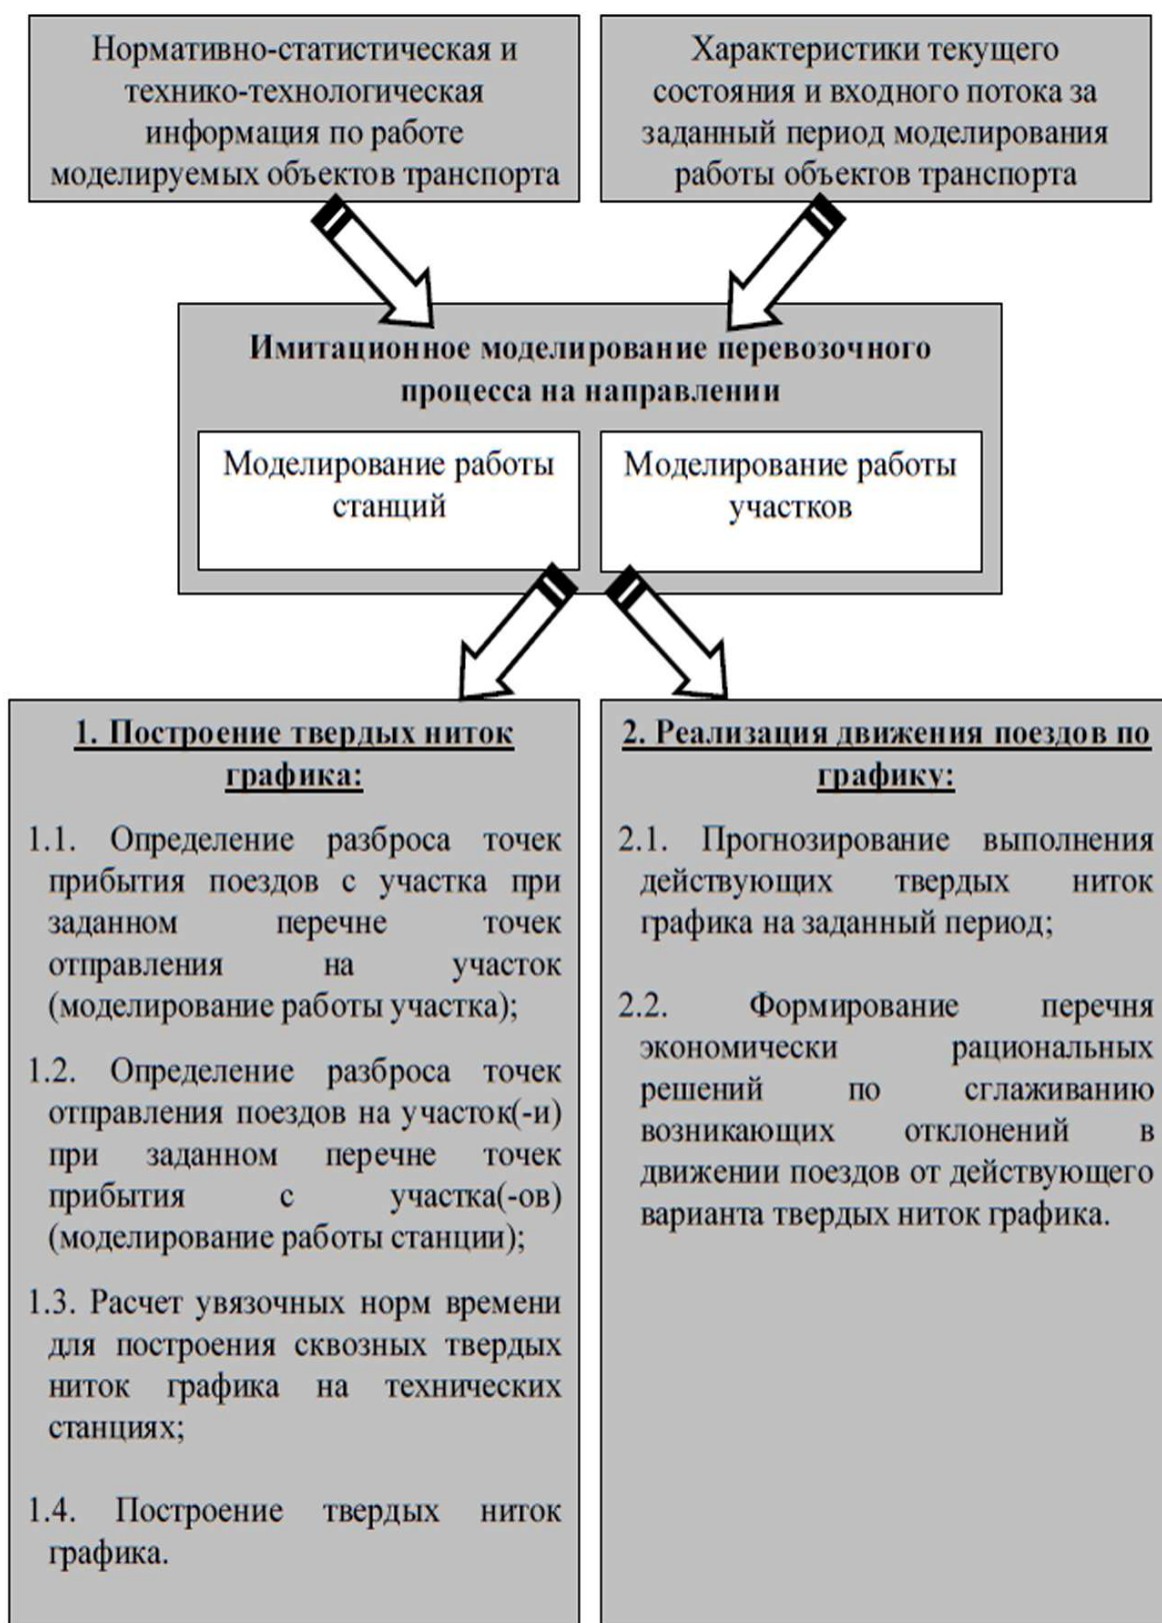 Нормативно-статистическая и
технико-технологическая
информация по работе
моделируемых объектов транспорта
Характеристики текущего
состояния и входного потока за
заданный период моделирования
работы объектов транспорта
Имитационное моделирование перевозочного
процесса на направлении
Моделирование работы
станций
Моделирование работы
участков
1. Построение твердых ниток
графика:
1.1. Определение разброса точек
прибытия поездов с участка при
заданном перечне точек
отправления на участок
(моделирование работы участка);
1.2. Определение разброса точек
отправления поездов на участок(-и)
при заданном перечне точек
прибытия с участка(-ов)
(моделирование работы станции);
1.3. Расчет увязочных норм времени
для построения сквозных твердых
ниток графика на технических
станциях;
1.4. Построение твердых ниток
графика.
2. Реализация движения поездов по
графику:
2.1. Прогнозирование выполнения
действующих твердых ниток
графика на заданный период;
2.2. Формирование перечня
экономически рациональных
решений по сглаживанию
возникающих отклонений в
движении поездов от действующего
варианта твердых ниток графика.